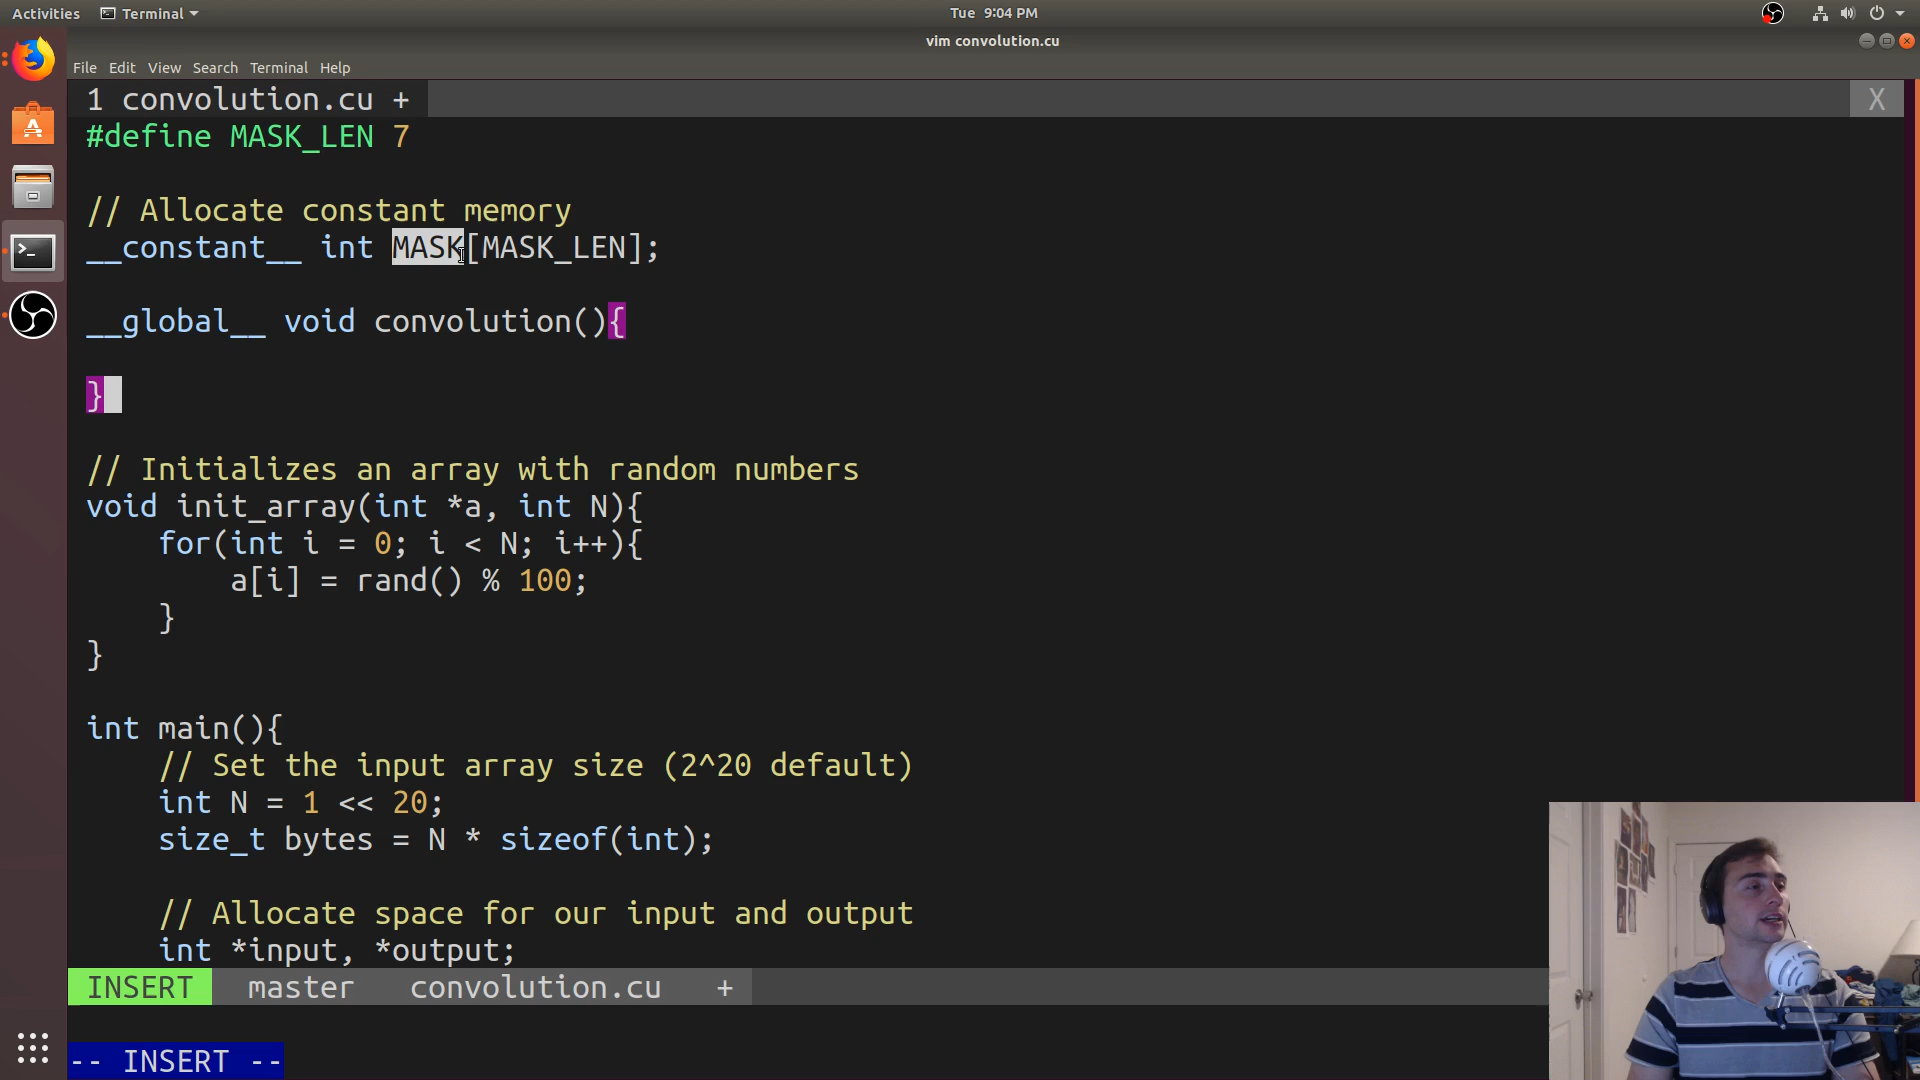 Activities Terminal Tue 9:04 PM
vim convolution.cu
File Edit View Search Terminal Help
1 convolution.cu + X
#define MASK_LEN 7
// Allocate constant memory
__constant__ int MASK[MASK_LEN];
__global__ void convolution(){
}
// Initializes an array with random numbers
void init_array(int *a, int N){
for(int i = 0; i < N; i++){
a[i] = rand() % 100;
}
}
int main(){
// Set the input array size (2^20 default)
int N = 1 << 20;
size_t bytes = N * sizeof(int);
// Allocate space for our input and output
int *input, *output;
INSERT master convolution.cu +
-- INSERT --